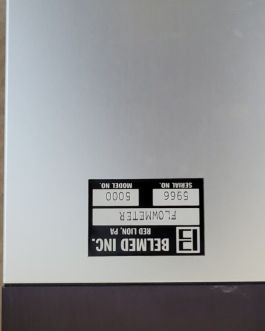 BELMED INC.
RED LION, PA
FLOWMETER
SERIAL NO. MODEL NO.
5966 5000